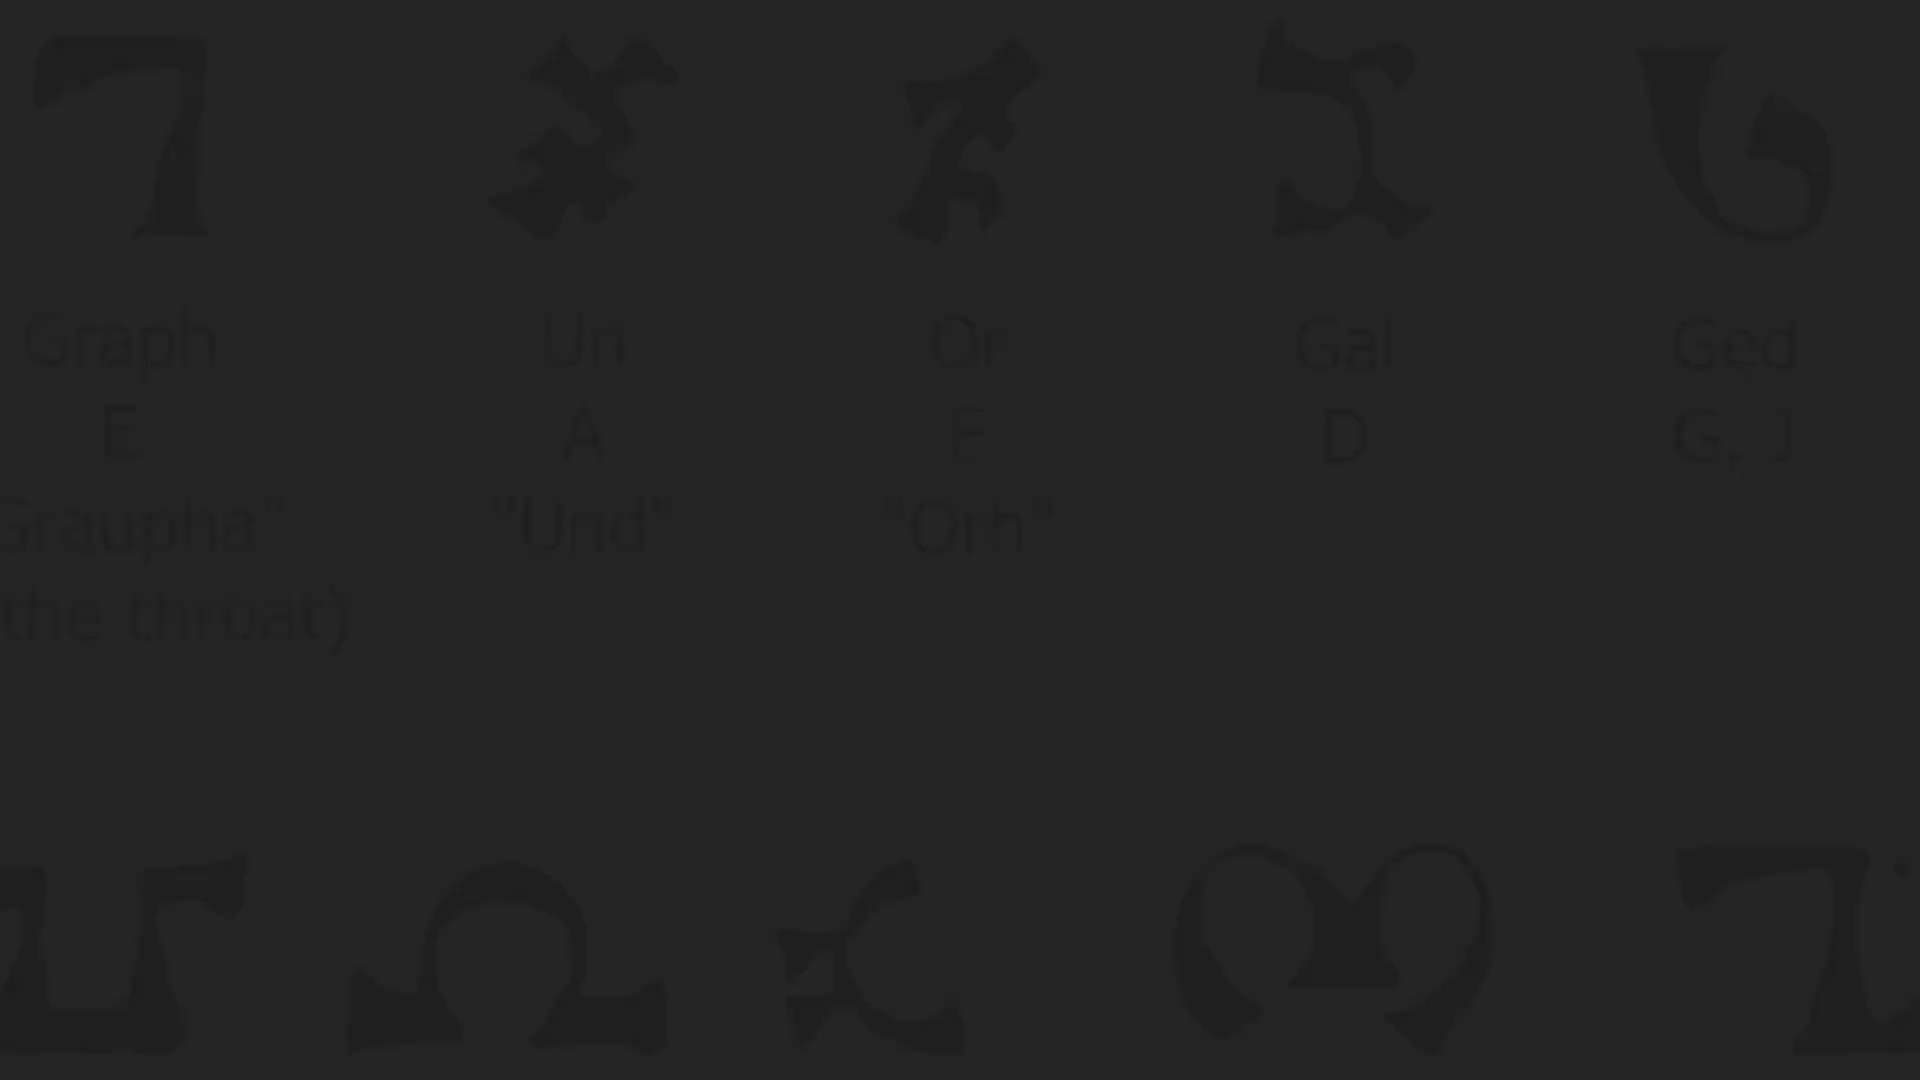 Graph Un Or Gal Ged
E A F D G, J
Graupha" "Und" "Orh"
the throat)